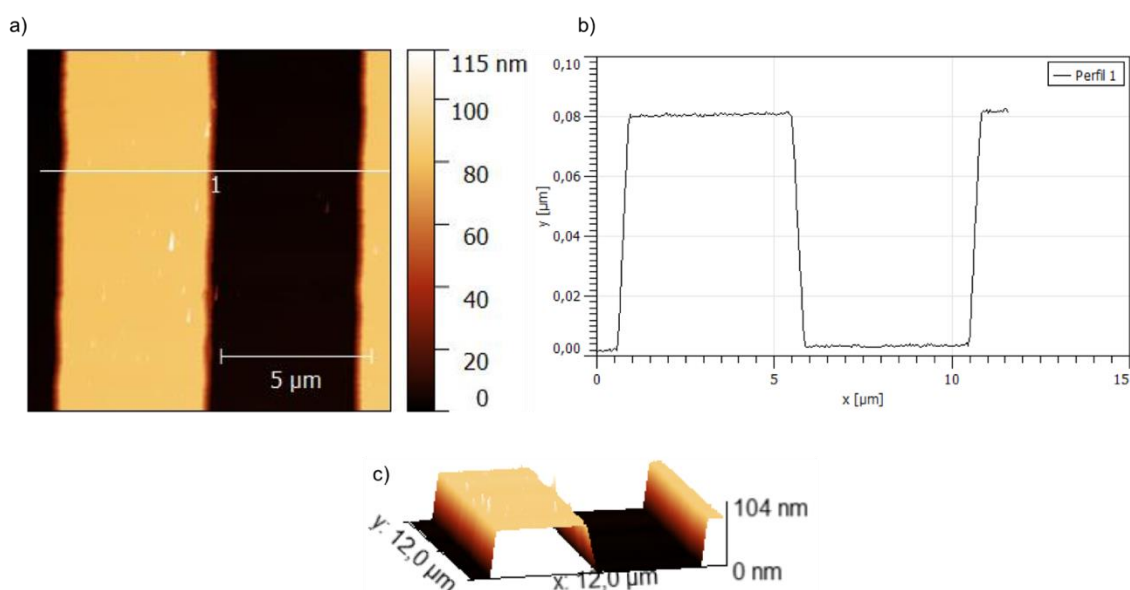 a)
1
5 µm
115 nm
100
80
60
40
20
0
b)
0,10
0,08
0,06
0,04
0,02
0,00
y [µm]
Perfil 1
0
5
10
15
x [µm]
c)
104 nm
0 nm
y: 12,0 µm
x: 12,0 µm